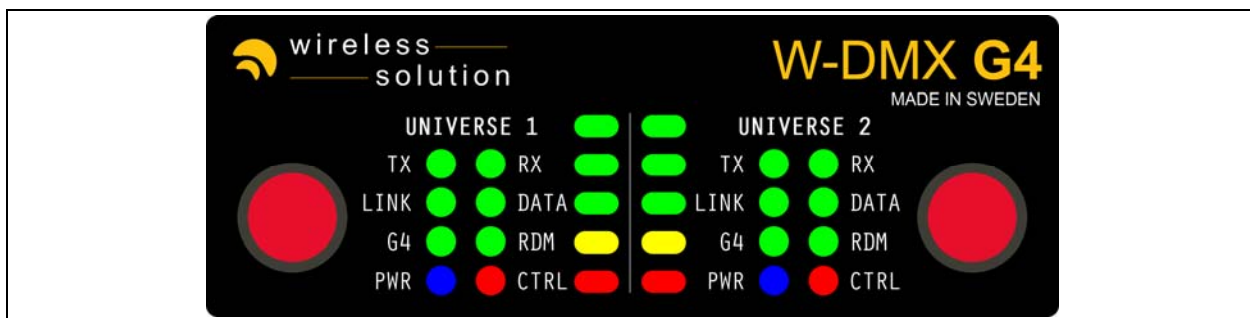 wireless
solution
W-DMX G4
MADE IN SWEDEN
UNIVERSE 1
TX RX
LINK DATA
G4 RDM
PWR CTRL
UNIVERSE 2
TX RX
LINK DATA
G4 RDM
PWR CTRL